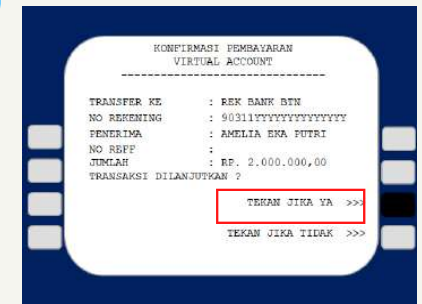 KONFIRMASI PEMBAYARAN
VIRTUAL ACCOUNT
------------------------------
TRANSFER KE : REK BANK BTN
NO REKENING : 90311YYYYYYYYYYYYYY
PENERIMA : AMELIA EKA PUTRI
NO REFF :
JUMLAH : RP. 2.000.000,00
TRANSAKSI DILANJUTKAN ?
TEKAN JIKA YA >>>
TEKAN JIKA TIDAK >>>